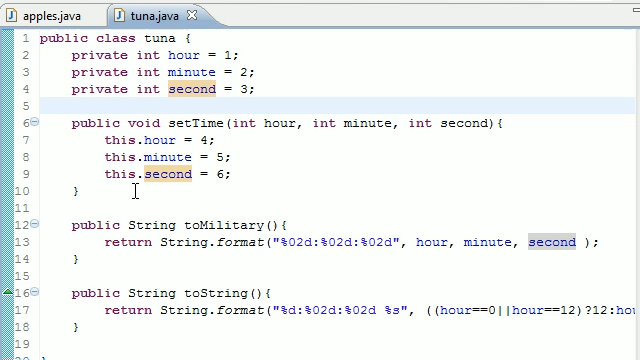 apples.java tuna.java
1 public class tuna {
2 private int hour = 1;
3 private int minute = 2;
4 private int second = 3;
5
6 public void setTime(int hour, int minute, int second){
7 this.hour = 4;
8 this.minute = 5;
9 this.second = 6;
10 }
11
12 public String toMilitary(){
13 return String.format("%02d:%02d:%02d", hour, minute, second );
14 }
15
16 public String toString(){
17 return String.format("%d:%02d:%02d %s", ((hour==0||hour==12)?12:hou
18 }
19